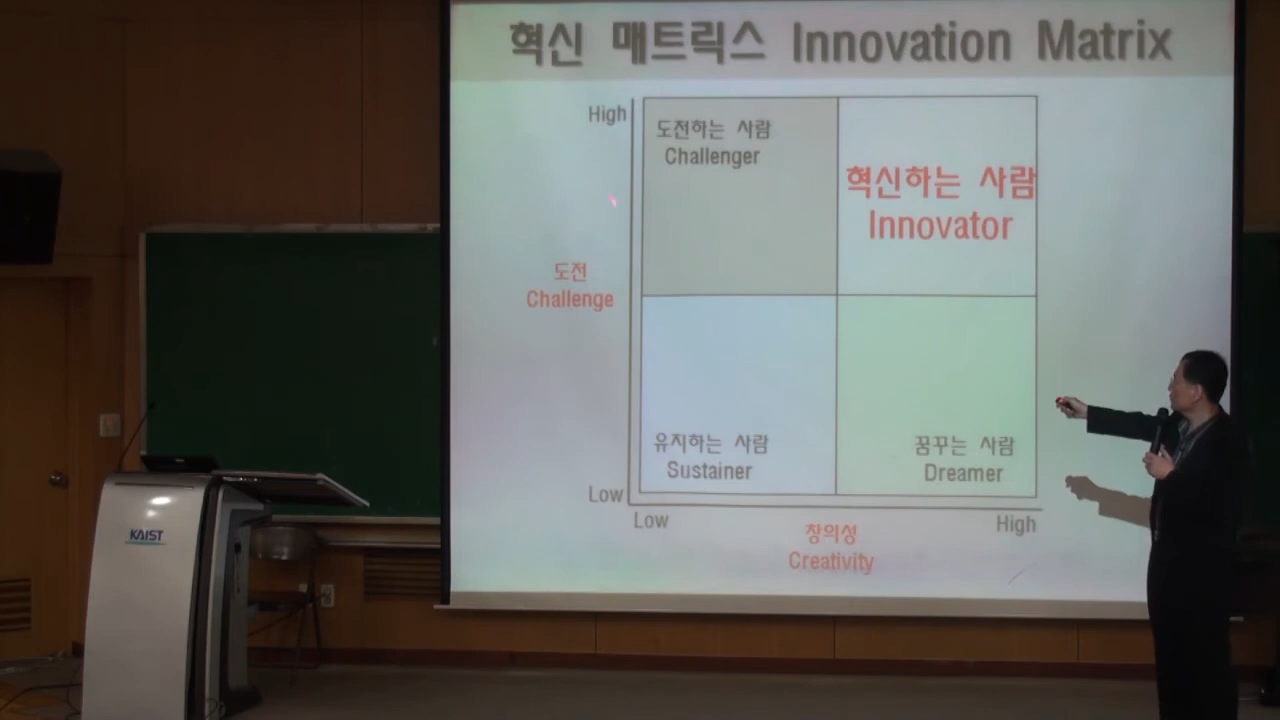 혁신 매트릭스 Innovation Matrix
High
도전하는 사람
Challenger
혁신하는 사람
Innovator
도전
Challenge
유지하는 사람
Sustainer
꿈꾸는 사람
Dreamer
Low
Low
High
창의성
Creativity
KAIST